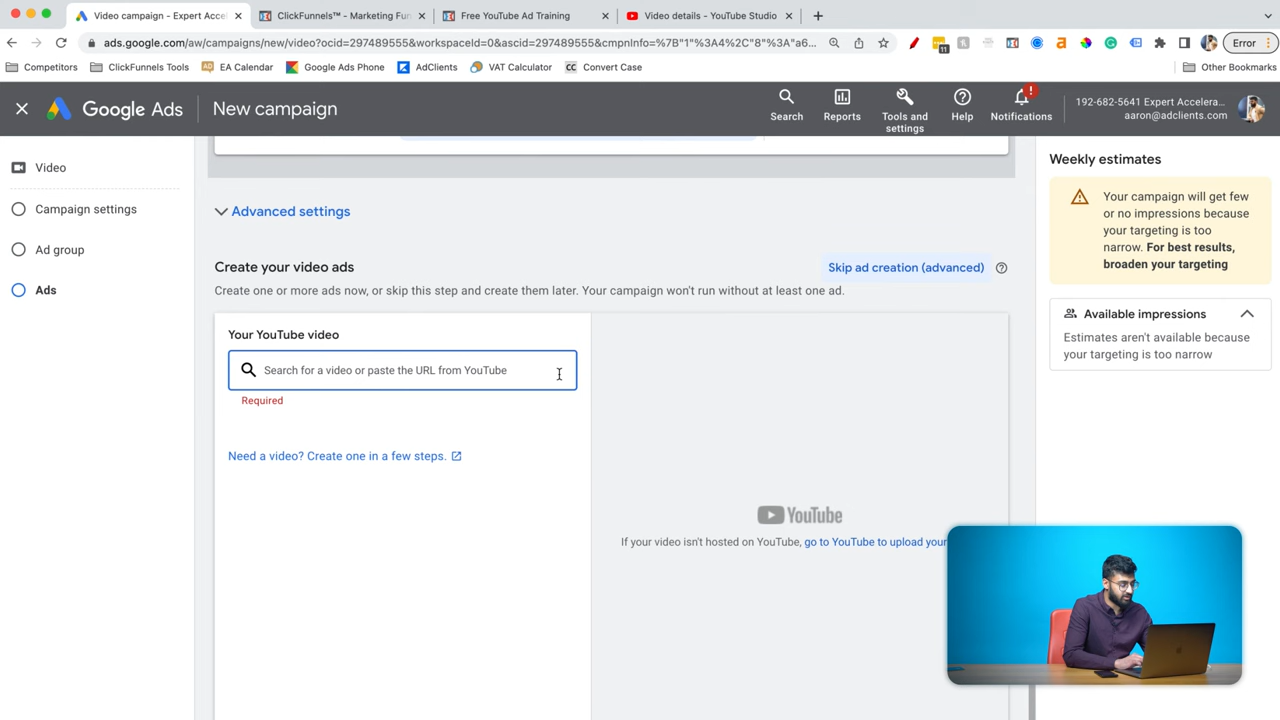 Video campaign - Expert Accel
ClickFunnels™ - Marketing Fun
Free YouTube Ad Training
Video details - YouTube Studio
ads.google.com/aw/campaigns/new/video?ocid=297489555&workspaceId=0&ascid=297489555&cmpnInfo=%7B"1"%3A4%2C"8"%3A"a6...
11
Error
Competitors
ClickFunnels Tools
EA Calendar
Google Ads Phone
AdClients
VAT Calculator
CC Convert Case
Other Bookmarks
Google Ads
New campaign
Search
Reports
Tools and
settings
Help
Notifications
192-682-5641 Expert Accelera...
aaron@adclients.com
Video
Campaign settings
Ad group
Ads
Advanced settings
Create your video ads
Skip ad creation (advanced)
Create one or more ads now, or skip this step and create them later. Your campaign won't run without at least one ad.
Your YouTube video
Search for a video or paste the URL from YouTube
Required
Need a video? Create one in a few steps.
YouTube
If your video isn't hosted on YouTube, go to YouTube to upload your
Weekly estimates
Your campaign will get few
or no impressions because
your targeting is too
narrow. For best results,
broaden your targeting
Available impressions
Estimates aren't available because
your targeting is too narrow